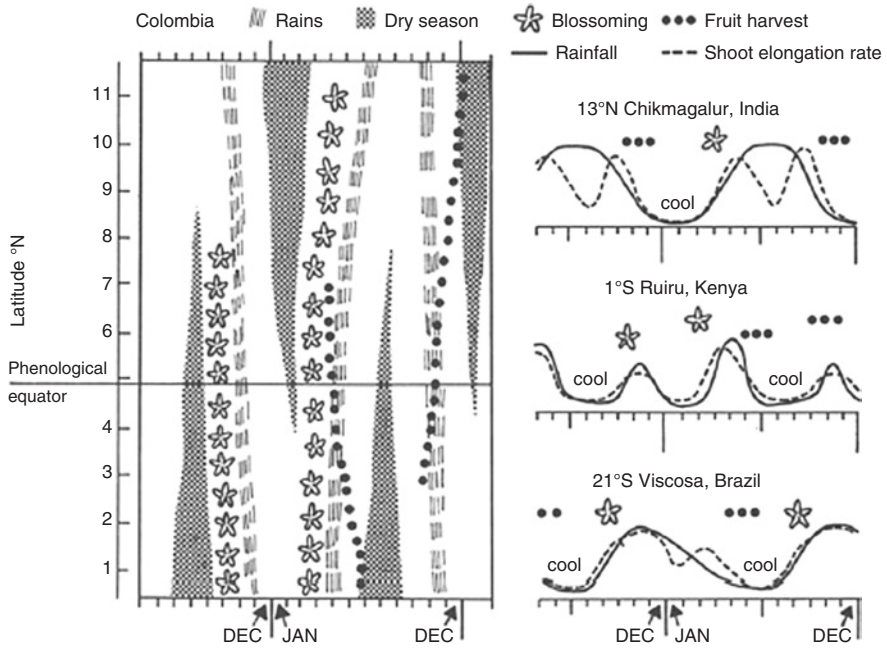 Colombia Rains Dry season
Blossoming Fruit harvest
Rainfall Shoot elongation rate
Latitude °N
11
10
9
8
7
6
Phenological
equator
4
3
2
1
DEC JAN DEC
13°N Chikmagalur, India
cool
1°S Ruiru, Kenya
cool cool
21°S Viscosa, Brazil
cool cool
DEC JAN DEC